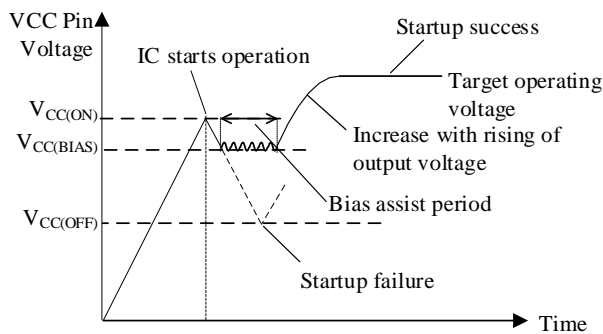 VCC Pin
Voltage
Startup success
IC starts operation
Target operating
voltage
VCC(ON)
Increase with rising of
output voltage
VCC(BIAS)
Bias assist period
VCC(OFF)
Startup failure
Time